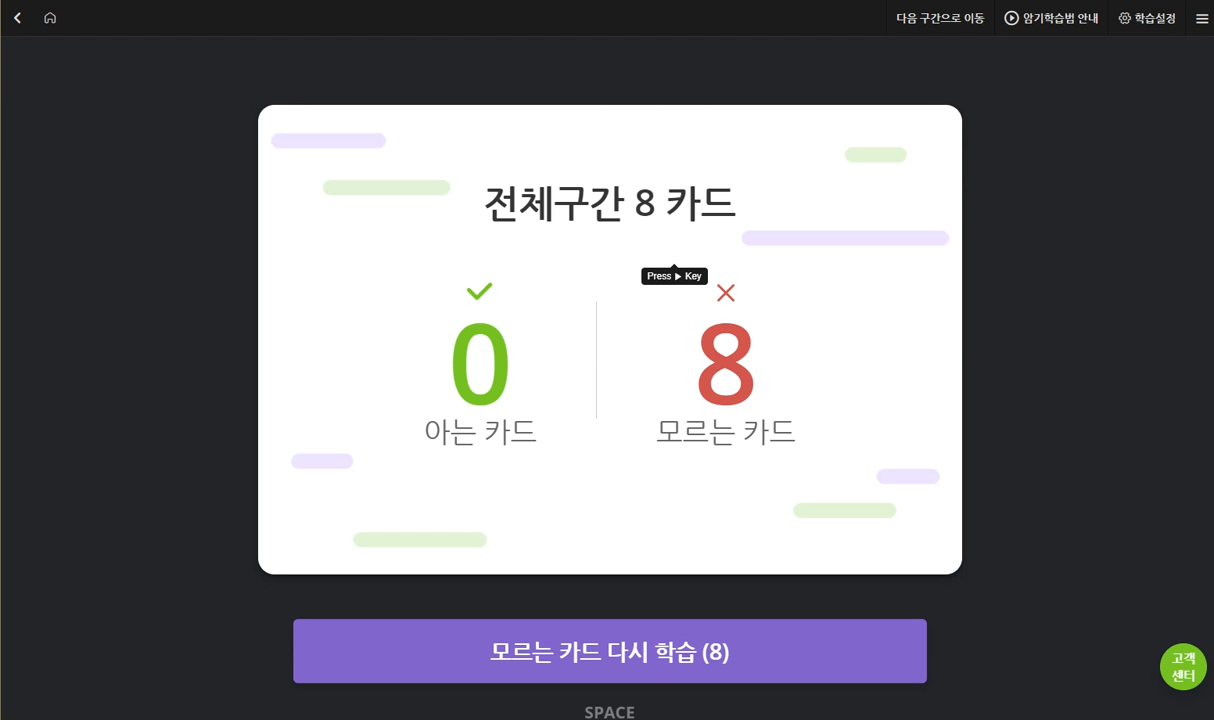 다음 구간으로 이동
암기학습법 안내
학습설정
전체구간 8 카드
Press ▶ Key
0
아는 카드
8
모르는 카드
모르는 카드 다시 학습 (8)
SPACE
고객
센터